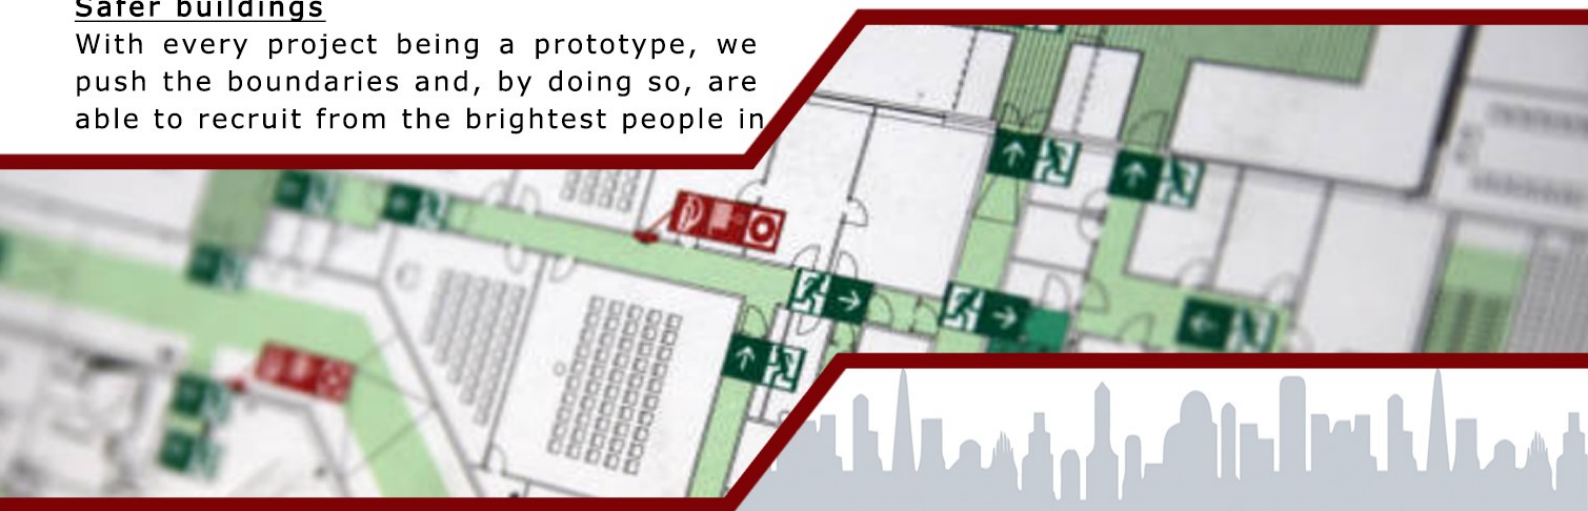 Safer buildings
With every project being a prototype, we
push the boundaries and, by doing so, are
able to recruit from the brightest people in